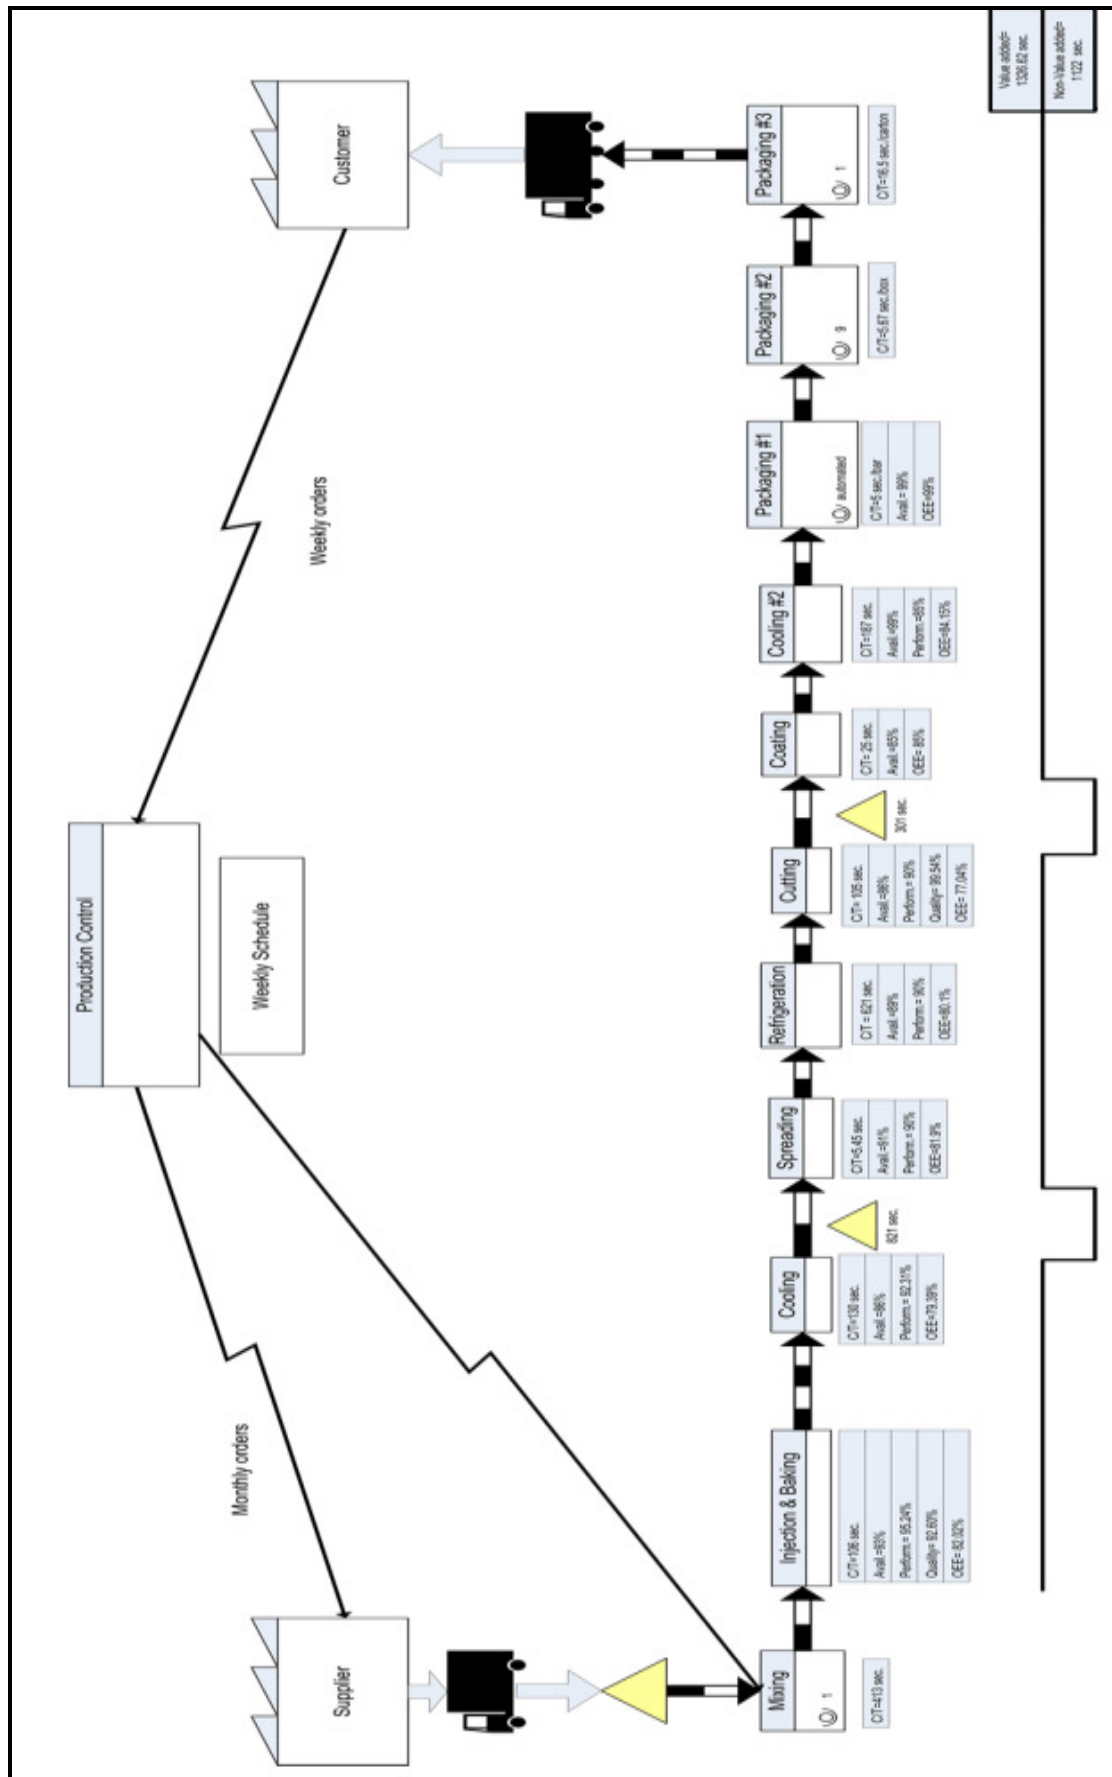 Production Control
Weekly Schedule
Monthly orders
Weekly orders
Supplier
Customer
Mixing
1
C/T=413 sec.
Injection & Baking
C/T=106 sec.
Avail.=93%
Perform.= 95.24%
Quality= 92.60%
OEE= 82.02%
Cooling
C/T=130 sec.
Avail.=86%
Perform.= 92.31%
OEE=79.39%
821 sec.
Spreading
C/T=5.45 sec.
Avail.=91%
Perform.= 90%
OEE=81.9%
Refrigeration
C/T = 621 sec.
Avail.=89%
Perform.= 90%
OEE=80.1%
Cutting
C/T= 105 sec.
Avail.=86%
Perform.= 90%
Quality= 99.54%
OEE= 77.04%
301 sec.
Coating
C/T= 25 sec.
Avail.=85%
OEE= 85%
Cooling #2
C/T=187 sec.
Avail.=99%
Perform.=85%
OEE=84.15%
Packaging #1
automated
C/T=5 sec./bar
Avail.= 99%
OEE=99%
Packaging #2
9
C/T=5.67 sec./box
Packaging #3
1
C/T=16.5 sec./carton
Value added=
1326.62 sec.
Non-Value added=
1122 sec.